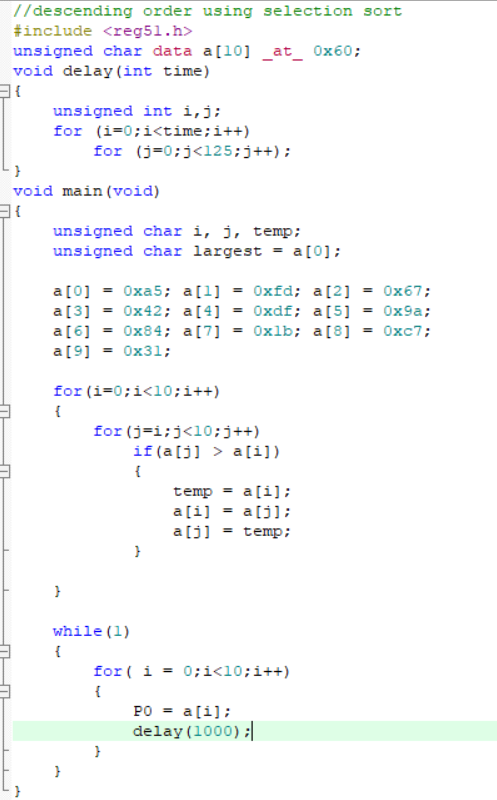 //descending order using selection sort
#include <reg51.h>
unsigned char data a[10] _at_ 0x60;
void delay(int time)
{
    unsigned int i,j;
    for (i=0;i<time;i++)
        for (j=0;j<125;j++);
}
void main(void)
{
    unsigned char i, j, temp;
    unsigned char largest = a[0];

    a[0] = 0xa5; a[1] = 0xfd; a[2] = 0x67;
    a[3] = 0x42; a[4] = 0xdf; a[5] = 0x9a;
    a[6] = 0x84; a[7] = 0x1b; a[8] = 0xc7;
    a[9] = 0x31;

    for(i=0;i<10;i++)
    {
        for(j=i;j<10;j++)
            if(a[j] > a[i])
            {
                temp = a[i];
                a[i] = a[j];
                a[j] = temp;
            }

    }

    while(1)
    {
        for( i = 0;i<10;i++)
        {
            P0 = a[i];
            delay(1000);
        }
    }
}